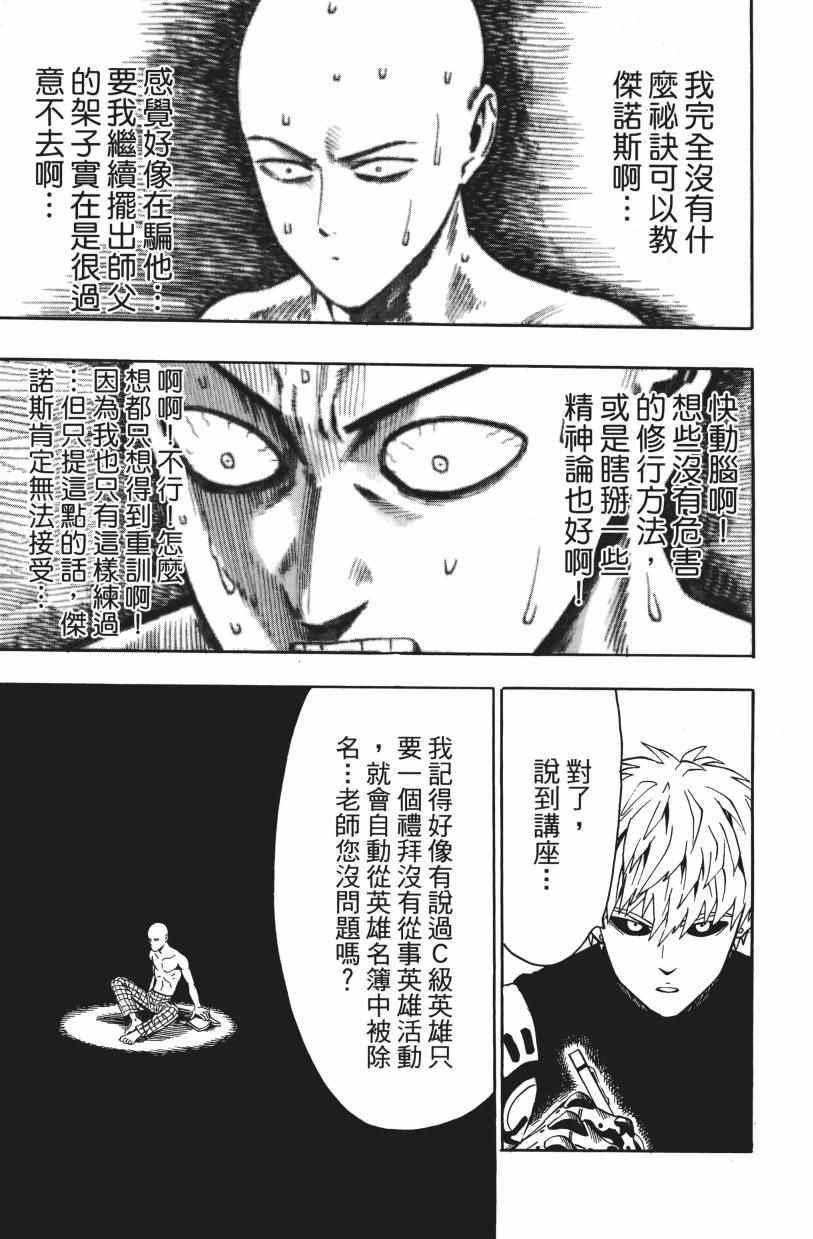 我完全沒有什
麼祕訣可以教
傑諾斯啊…
感覺好像在騙他…
要我繼續擺出師父
的架子實在是很過
意不去啊…
快動腦啊！
想些沒有危害
的修行方法，
或是瞎掰一些
精神論也好啊！
啊啊！不行！怎麼
想都只想得到重訓啊！
因為我也只有這樣練過
…但只提這點的話，傑
諾斯肯定無法接受…
對了，
說到講座…
我記得好像有說過C級英雄只
要一個禮拜沒有從事英雄活動
，就會自動從英雄名簿中被除
名…老師您沒問題嗎？